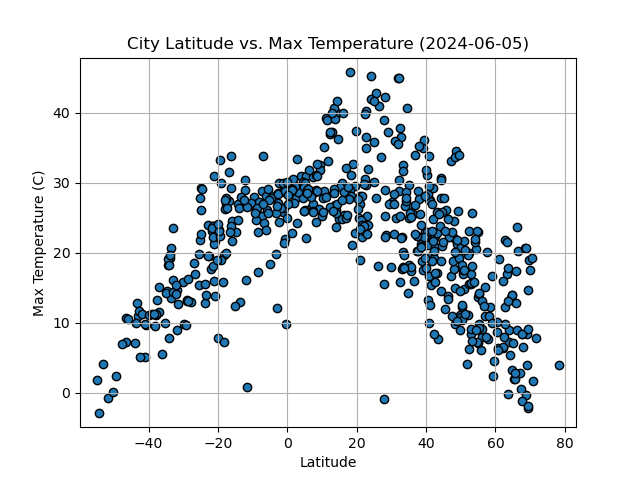 City Latitude vs. Max Temperature (2024-06-05)
40
30
20
10
0
Max Temperature (C)
−40 −20 0 20 40 60 80
Latitude